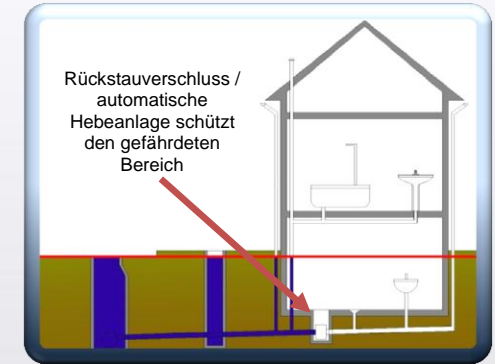 Rückstauverschluss /
automatische
Hebeanlage schützt
den gefährdeten
Bereich